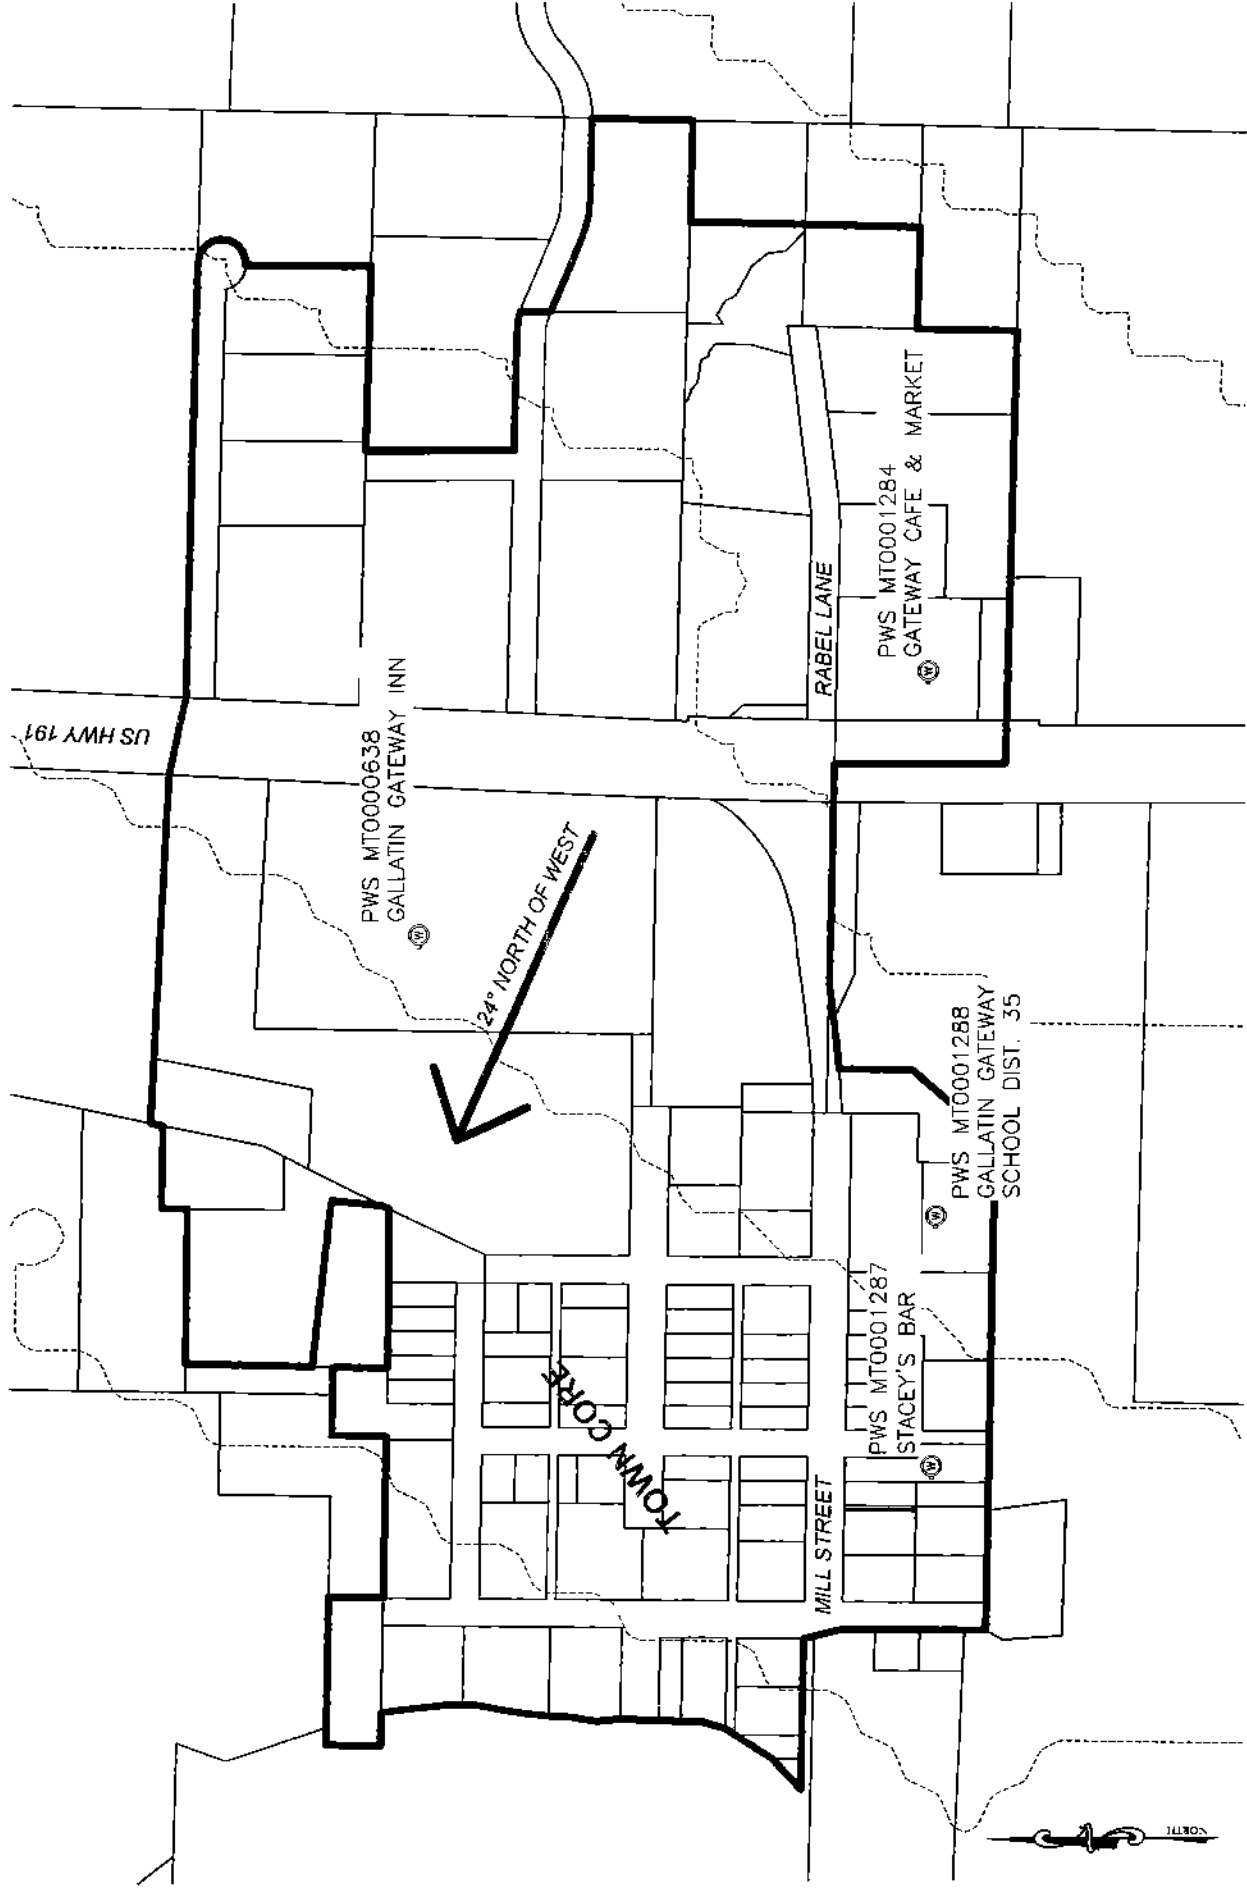 US HWY 191
PWS MT0000638
GALLATIN GATEWAY INN
24° NORTH OF WEST
RABEL LANE
PWS MT0001284
GATEWAY CAFE & MARKET
W
W
PWS MT0001288
GALLATIN GATEWAY
SCHOOL DIST. 35
W
PWS MT0001287
STACEY'S BAR
W
TOWN CORE
MILL STREET
NORTH